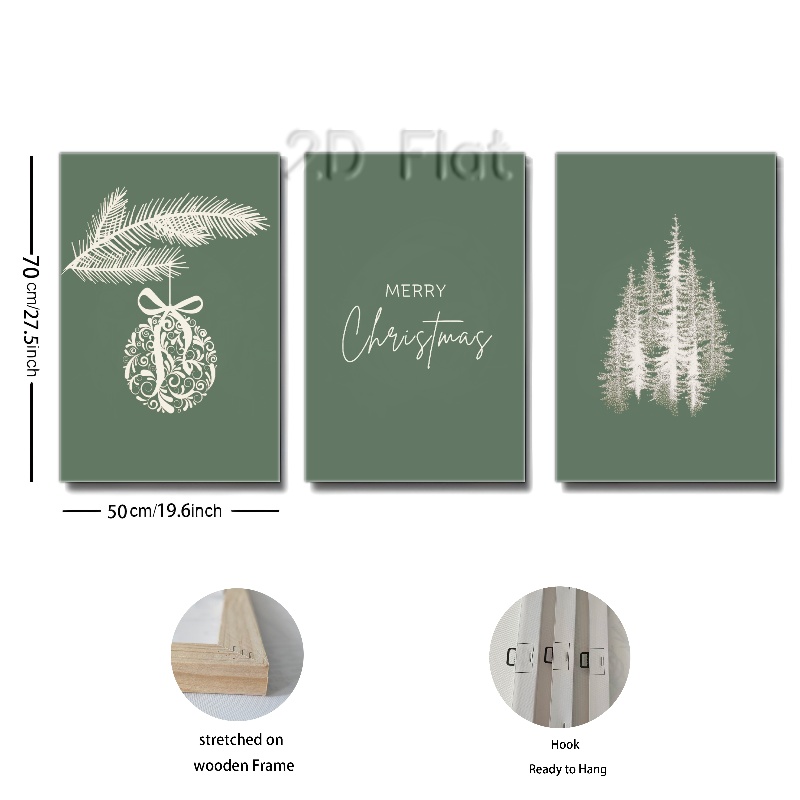 2D Flat
MERRY
Christmas
70 cm/27.5inch
50cm/19.6inch
stretched on
wooden Frame
Hook
Ready to Hang